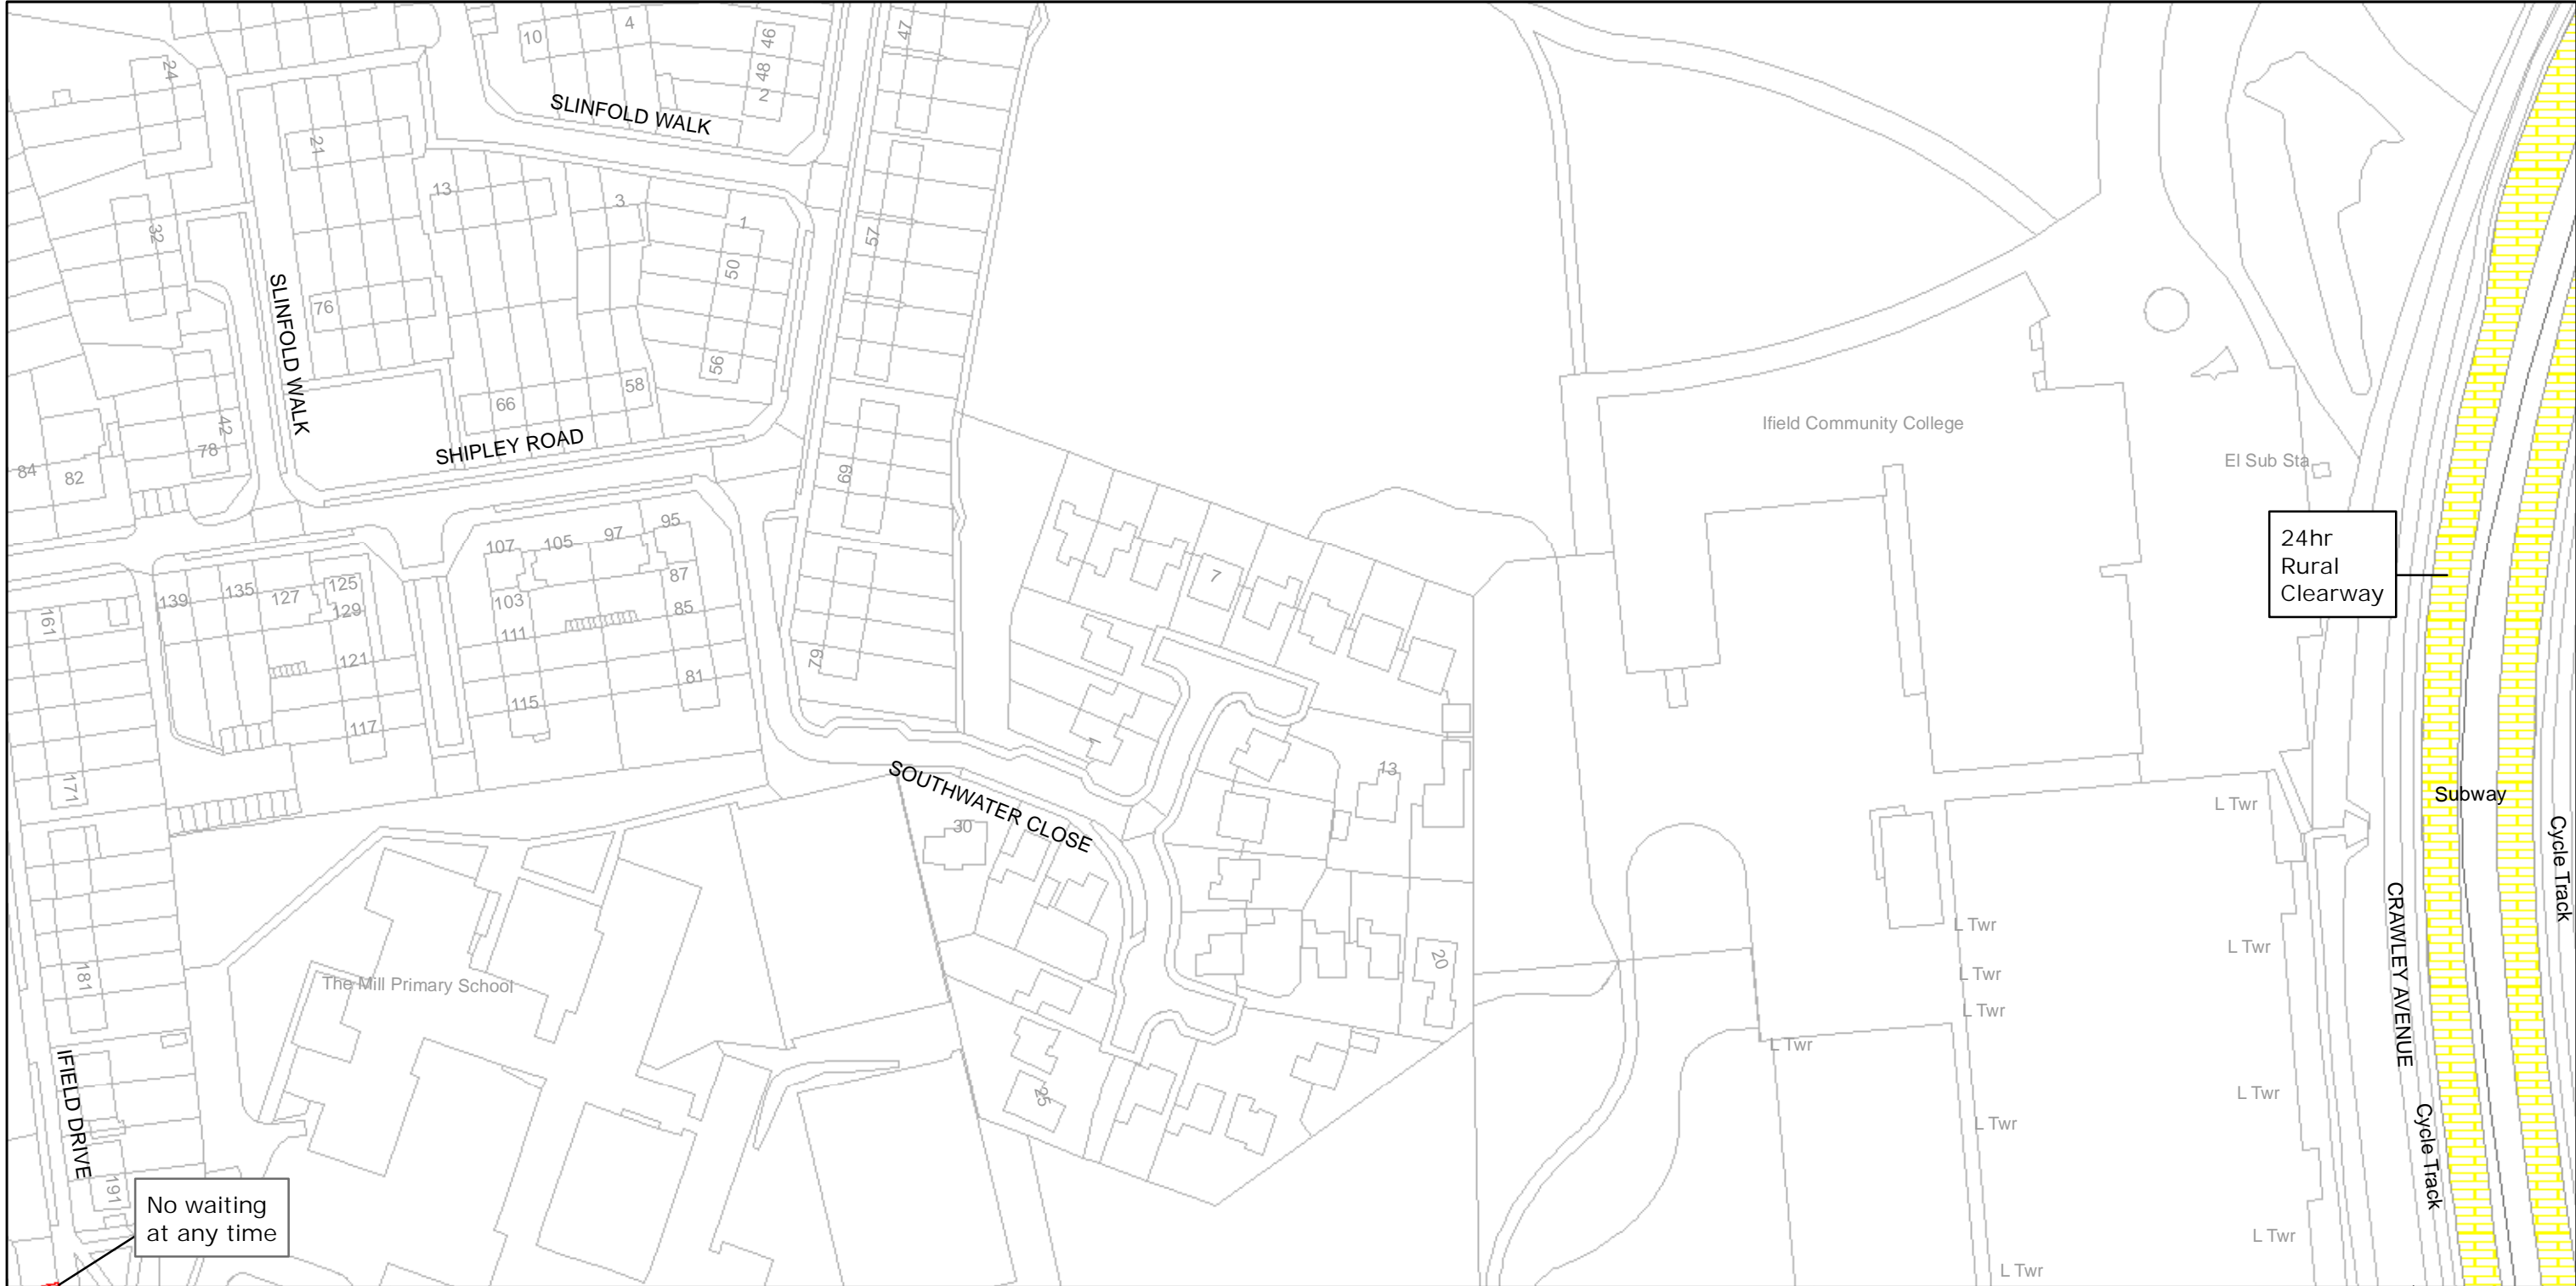 24
10
4
46
48
2
47
SLINFOLD WALK
21
13
3
1
32
57
50
SLINFOLD WALK
76
56
66
58
42
78
SHIPLEY ROAD
84
82
69
Ifield Community College
El Sub Sta
24hr
Rural
Clearway
107
105
97
95
87
7
139
135
127
125
129
103
85
161
111
121
79
81
115
117
1
171
13
SOUTHWATER CLOSE
30
Subway
L Twr
Cycle Track
CRAWLEY AVENUE
L Twr
L Twr
20
181
The Mill Primary School
L Twr
L Twr
L Twr
25
L Twr
L Twr
IFIELD DRIVE
Cycle Track
191
No waiting
at any time
L Twr
L Twr